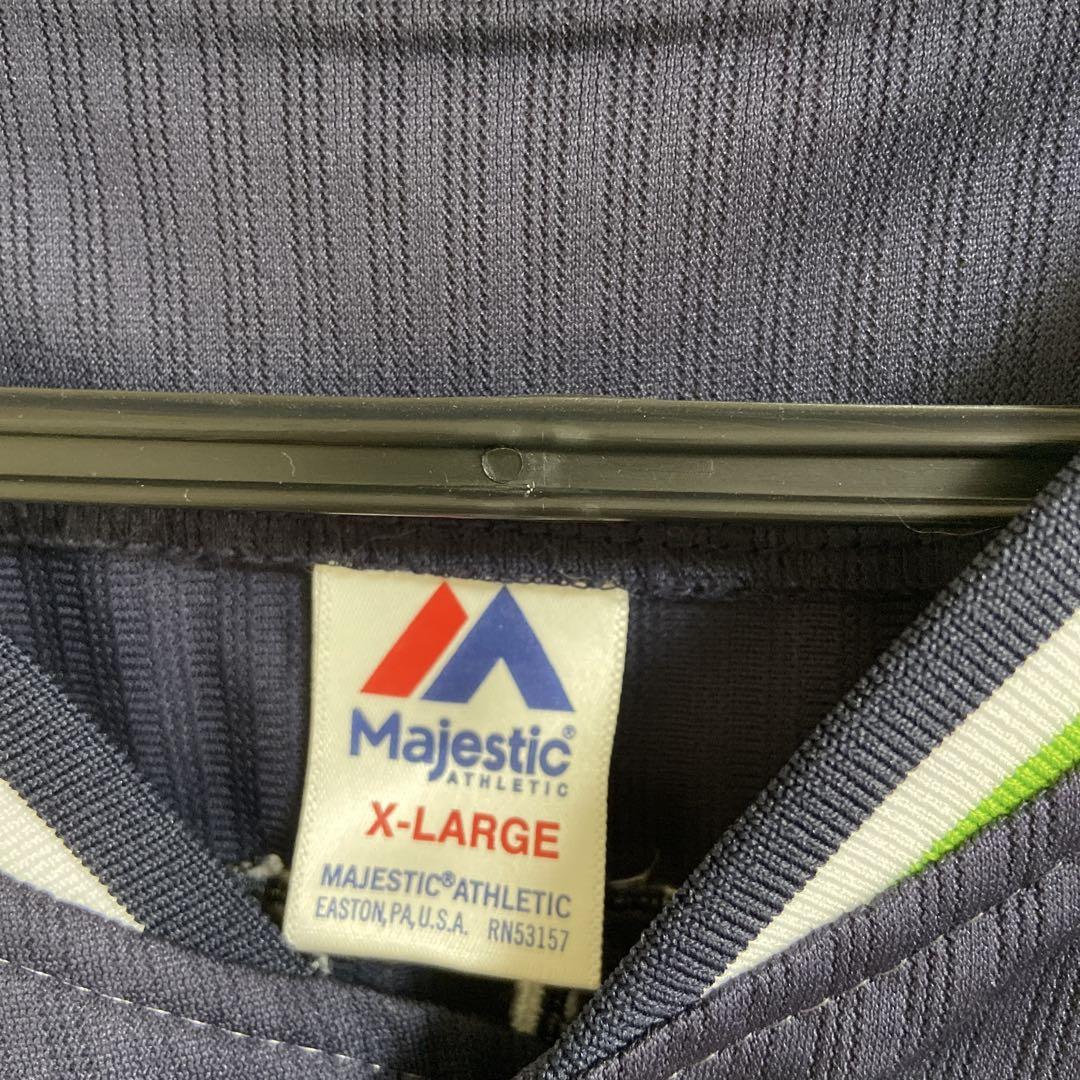 Majestic®
ATHLETIC
X-LARGE
MAJESTIC®ATHLETIC
EASTON, PA, U.S.A. RN53157